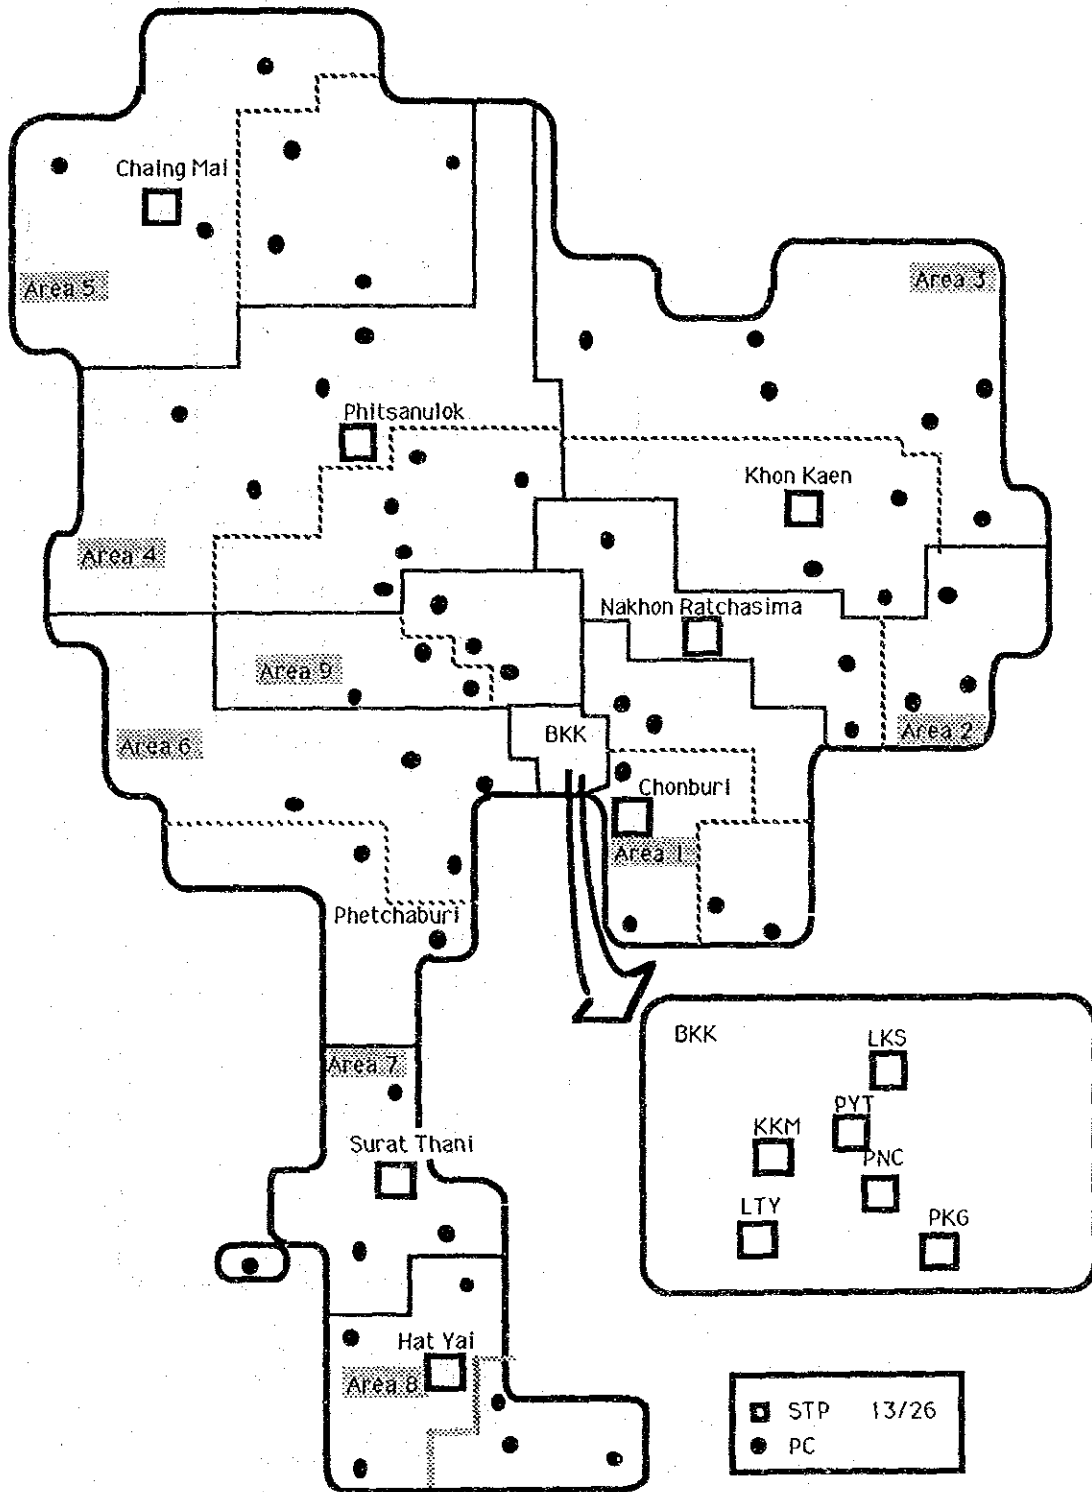 Chaing Mai
Area 5
Area 3
Phitsanulok
Khon Kaen
Area 4
Nakhon Ratchasima
Area 9
Area 6
BKK
Area 2
Chonburi
Area 1
Phetchaburi
BKK
LKS
Area 7
PYT
KKM
Surat Thani
PNC
LTY
PKG
Hat Yai
Area 8
STP 13/26
PC